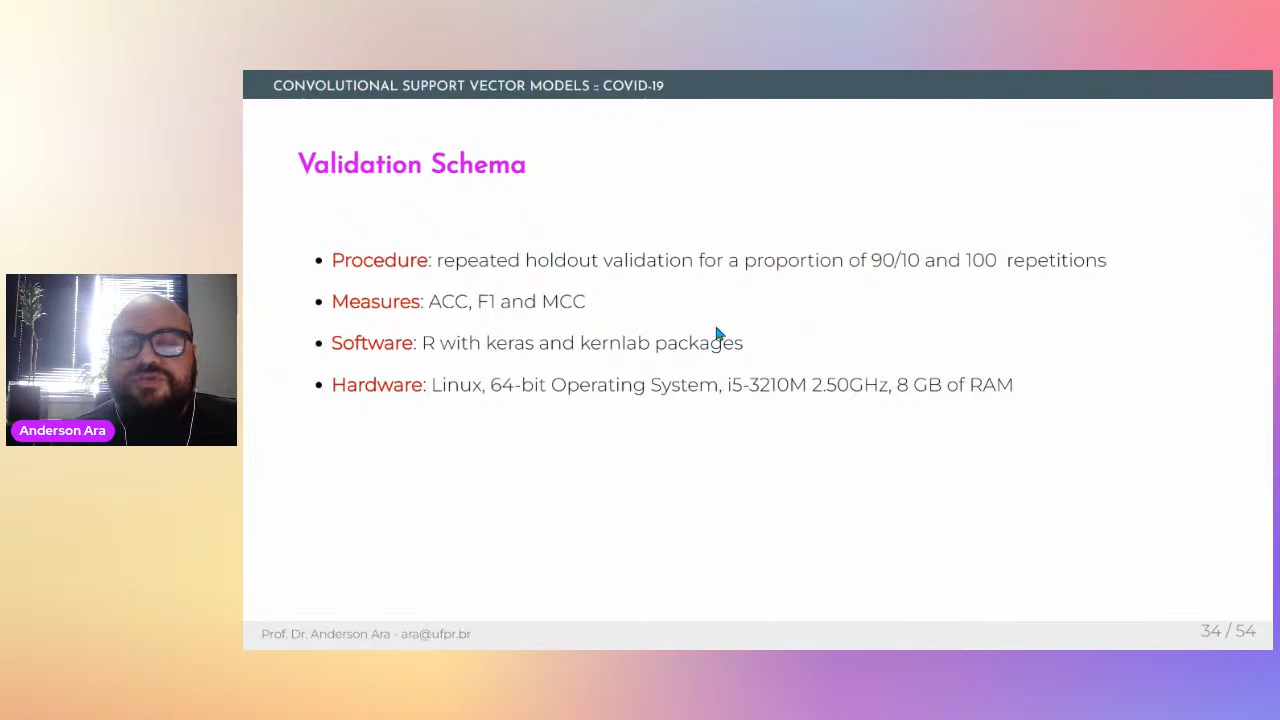 CONVOLUTIONAL SUPPORT VECTOR MODELS :: COVID-19
Validation Schema
• Procedure: repeated holdout validation for a proportion of 90/10 and 100 repetitions
• Measures: ACC, F1 and MCC
• Software: R with keras and kernlab packages
• Hardware: Linux, 64-bit Operating System, i5-3210M 2.50GHz, 8 GB of RAM
Anderson Ara
Prof. Dr. Anderson Ara - ara@ufpr.br
34 / 54